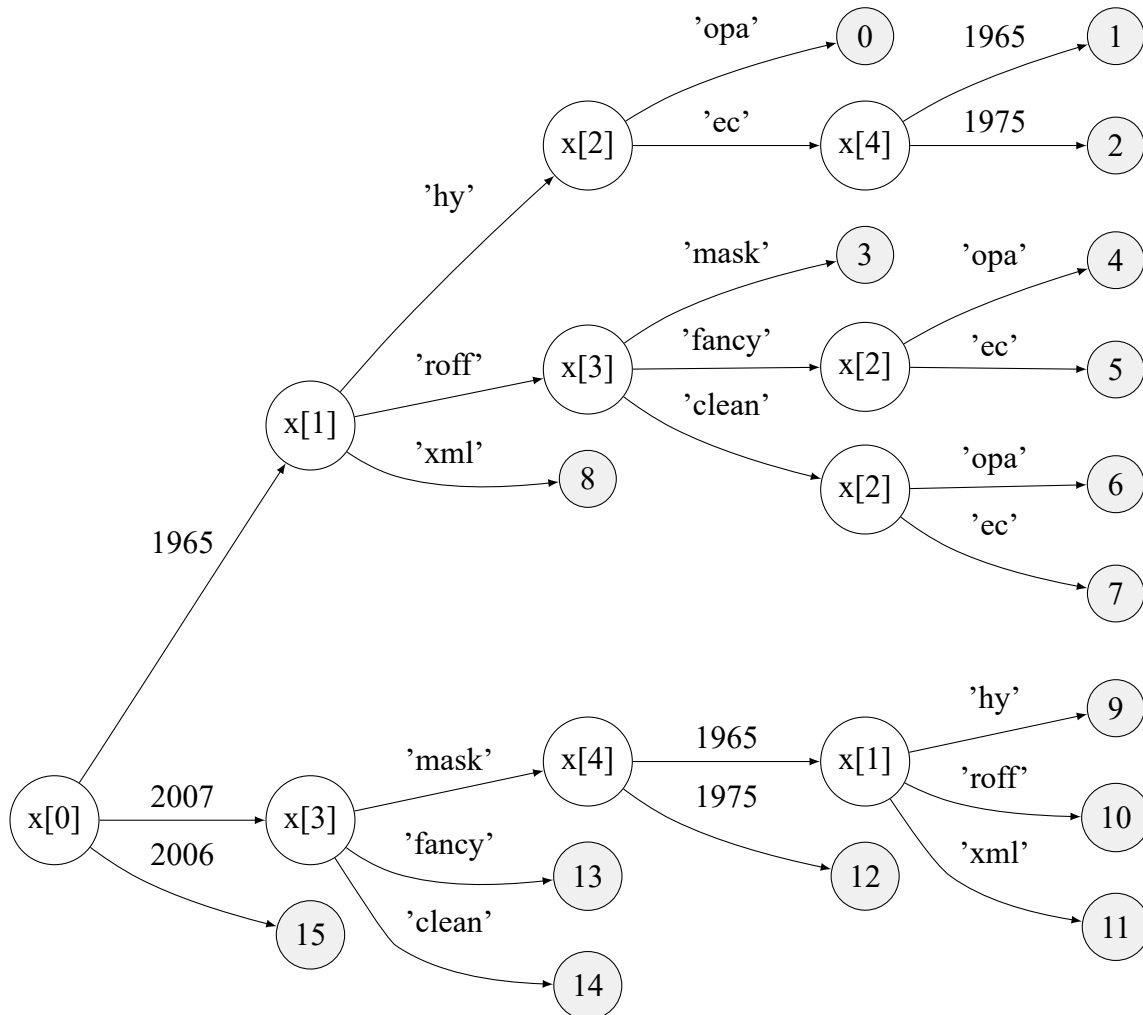 ’opa’
0
1965
1
x[2]
’ec’
x[4]
1975
2
’hy’
’mask’
3
’opa’
4
’roff’
x[3]
’fancy’
x[2]
’ec’
5
x[1]
’clean’
’xml’
8
x[2]
’opa’
6
’ec’
1965
7
’hy’
9
’mask’
x[4]
1965
x[1]
’roff’
10
x[0]
2007
x[3]
1975
2006
’fancy’
13
12
’xml’
11
15
’clean’
14